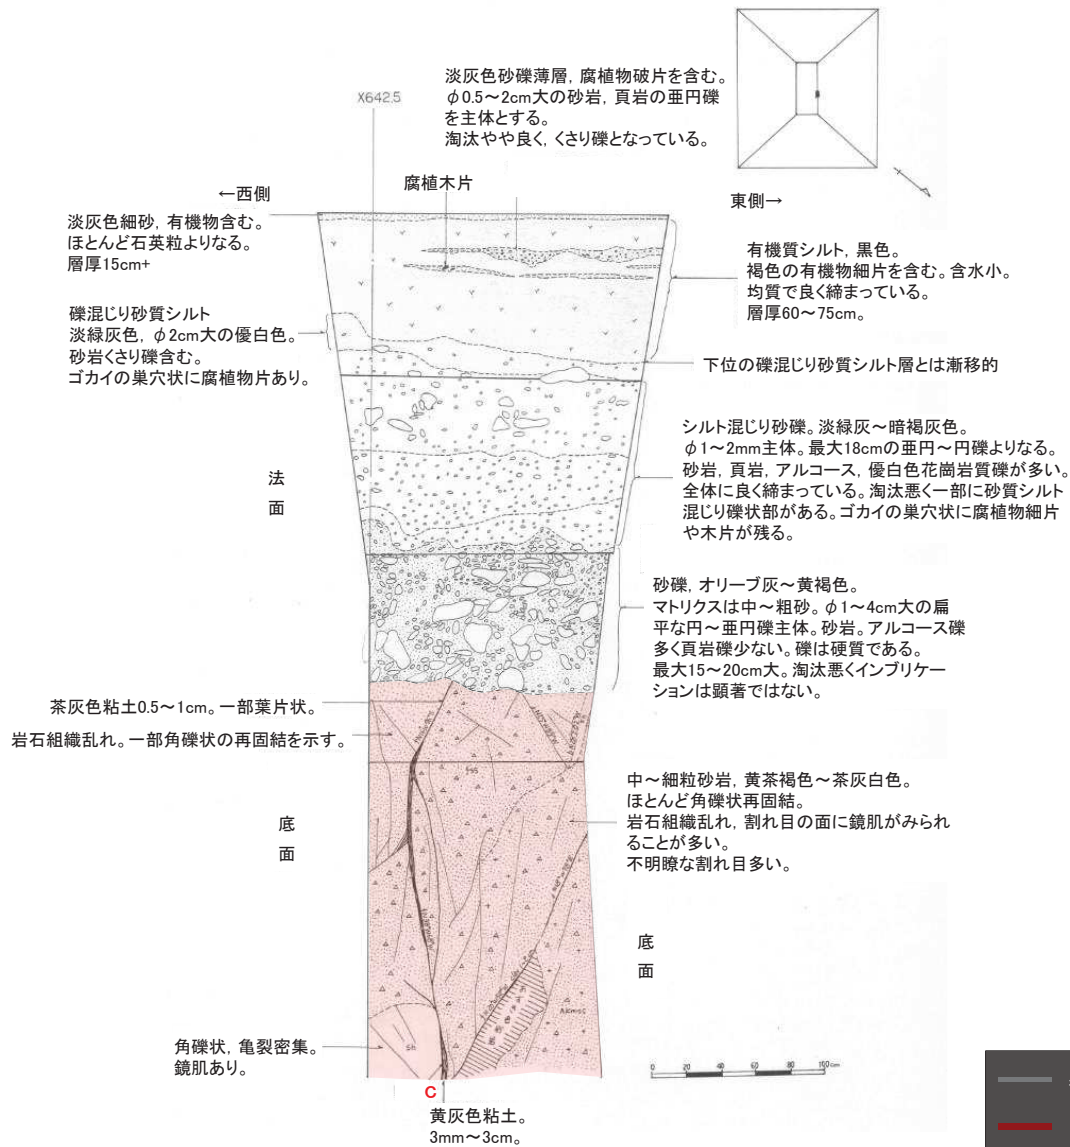 淡灰色砂礫薄層，腐植物破片を含む。
φ0.5～2cm大の砂岩，頁岩の亜円礫
を主体とする。
淘汰やや良く，くさり礫となっている。
X642.5
腐植木片
←西側
東側→
淡灰色細砂，有機物含む。
ほとんど石英粒よりなる。
層厚15cm+
有機質シルト，黒色。
褐色の有機物細片を含む。含水小。
均質で良く締まっている。
層厚60～75cm。
礫混じり砂質シルト
淡緑灰色，φ2cm大の優白色。
砂岩くさり礫含む。
ゴカイの巣穴状に腐植物片あり。
下位の礫混じり砂質シルト層とは漸移的
シルト混じり砂礫。淡緑灰～暗褐灰色。
φ1～2mm主体。最大18cmの亜円～円礫よりなる。
砂岩，頁岩，アルコース，優白色花崗岩質礫が多い。
全体に良く締まっている。淘汰悪く一部に砂質シルト
混じり礫状部がある。ゴカイの巣穴状に腐植物細片
や木片が残る。
法
面
砂礫，オリーブ灰～黄褐色。
マトリクスは中～粗砂。φ1～4cm大の扁
平な円～亜円礫主体。砂岩。アルコース礫
多く頁岩礫少ない。礫は硬質である。
最大15～20cm大。淘汰悪くインブリケー
ションは顕著ではない。
茶灰色粘土0.5～1cm。一部葉片状。
岩石組織乱れ。一部角礫状の再固結を示す。
中～細粒砂岩，黄茶褐色～茶灰白色。
ほとんど角礫状再固結。
岩石組織乱れ，割れ目の面に鏡肌がみられ
ることが多い。
不明瞭な割れ目多い。
底
面
底
面
角礫状，亀裂密集。
鏡肌あり。
Sh
C
黄灰色粘土。
3mm～3cm。
0 20 40 60 80 100cm